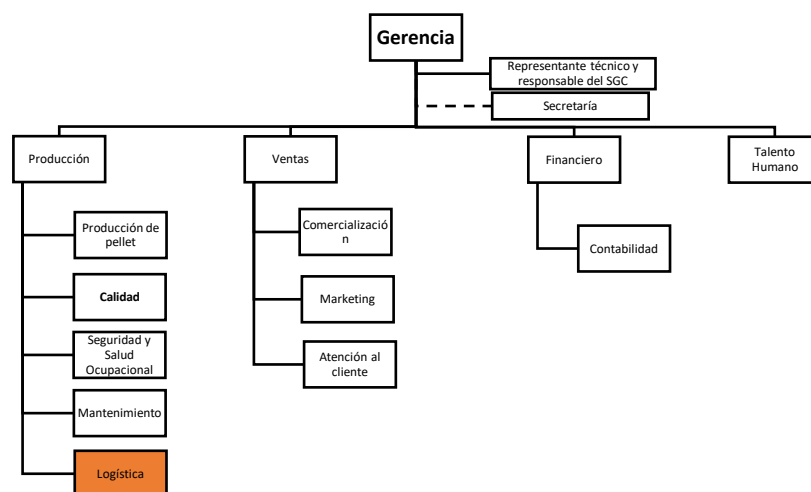 Gerencia
Representante técnico y
responsable del SGC
Secretaría
Producción
Ventas
Financiero
Talento
Humano
Producción de
pellet
Calidad
Seguridad y
Salud
Ocupacional
Mantenimiento
Logística
Comercializació
n
Marketing
Atención al
cliente
Contabilidad